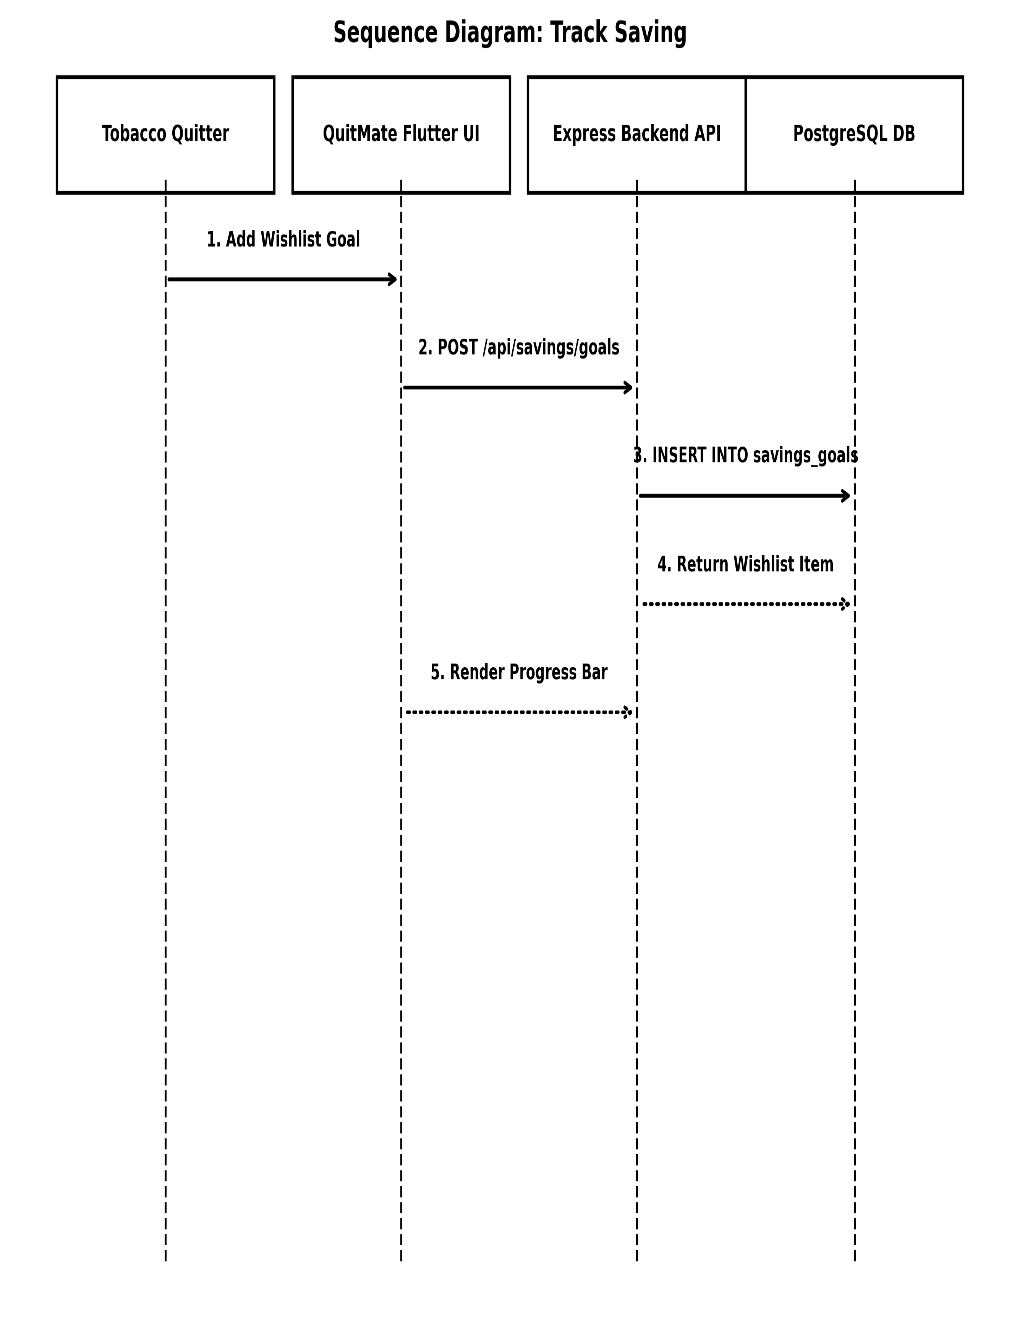 Sequence Diagram: Track Saving
Tobacco Quitter
QuitMate Flutter UI
Express Backend API
PostgreSQL DB
1. Add Wishlist Goal
2. POST /api/savings/goals
3. INSERT INTO savings_goals
4. Return Wishlist Item
5. Render Progress Bar